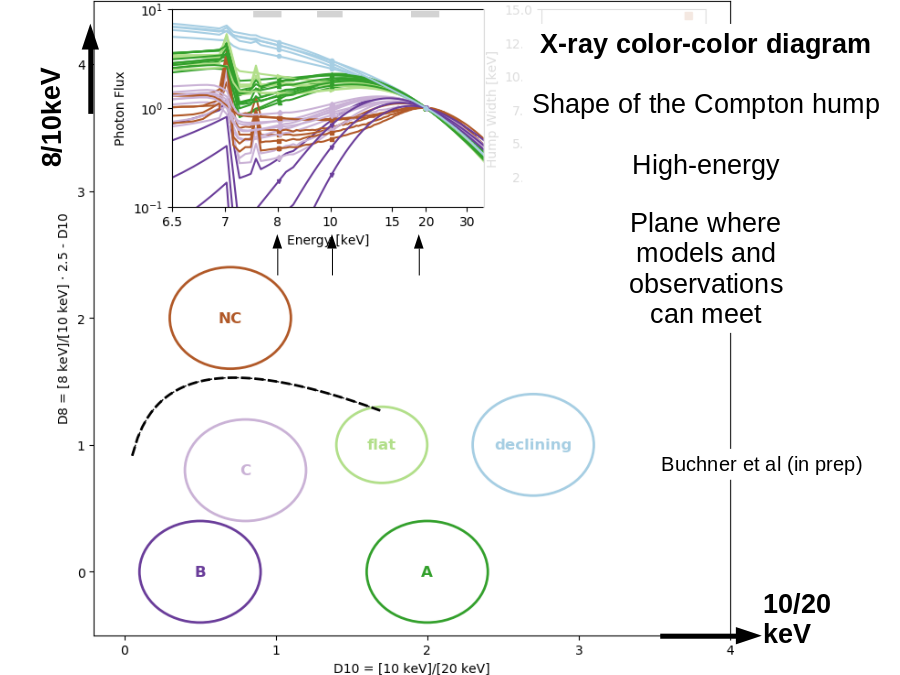 X-ray color-color diagram
Shape of the Compton hump
High-energy
Plane where
models and
observations
can meet
Buchner et al (in prep)
8/10keV
10/20
keV
D8 = [8 keV]/[10 keV] · 2.5 - D10
4
3
2
1
0
0
1
2
3
4
D10 = [10 keV]/[20 keV]
Photon Flux
10¹
10⁰
10⁻¹
6.5
7
8
10
15
20
30
Energy [keV]
15.0
12.
10.
7.
5.
2.
Hump Width [keV]
NC
C
flat
declining
B
A